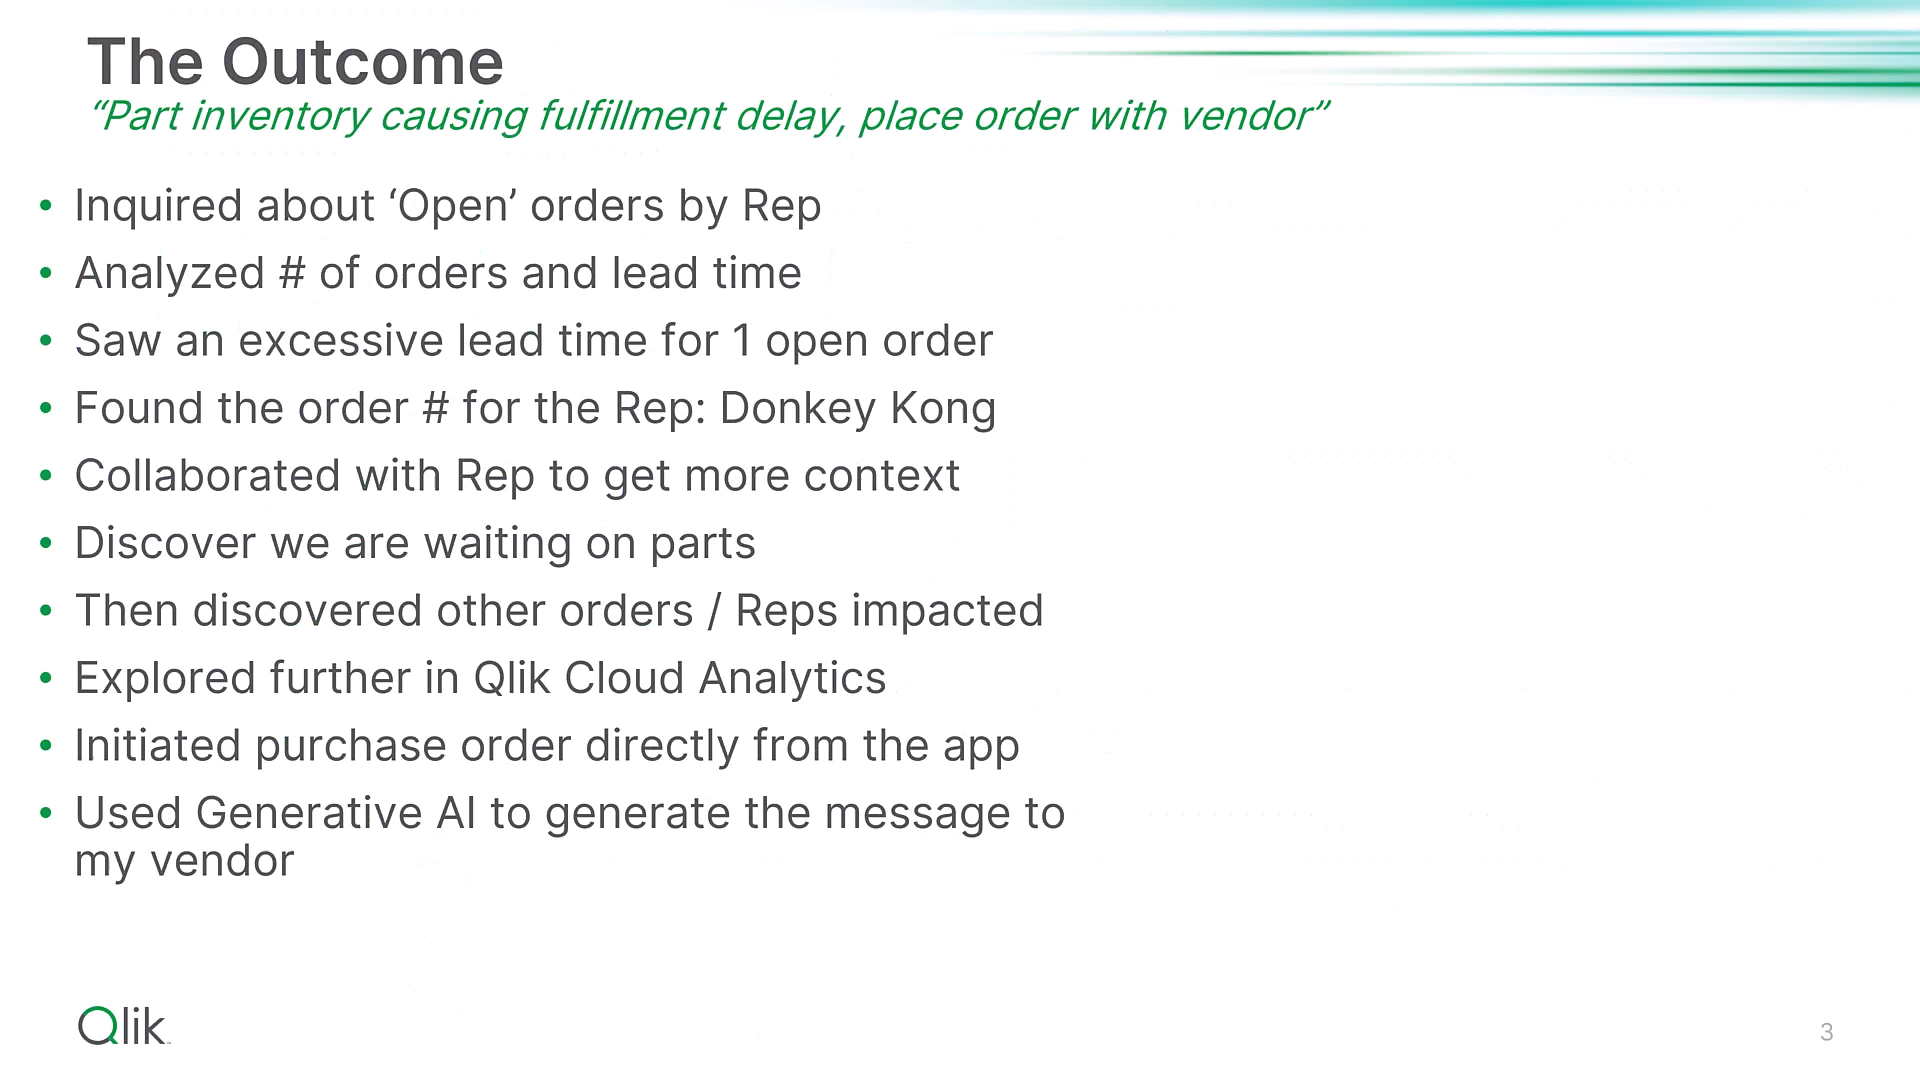 The Outcome
“Part inventory causing fulfillment delay, place order with vendor”
• Inquired about ‘Open’ orders by Rep
• Analyzed # of orders and lead time
• Saw an excessive lead time for 1 open order
• Found the order # for the Rep: Donkey Kong
• Collaborated with Rep to get more context
• Discover we are waiting on parts
• Then discovered other orders / Reps impacted
• Explored further in Qlik Cloud Analytics
• Initiated purchase order directly from the app
• Used Generative AI to generate the message to
my vendor
Qlik
3